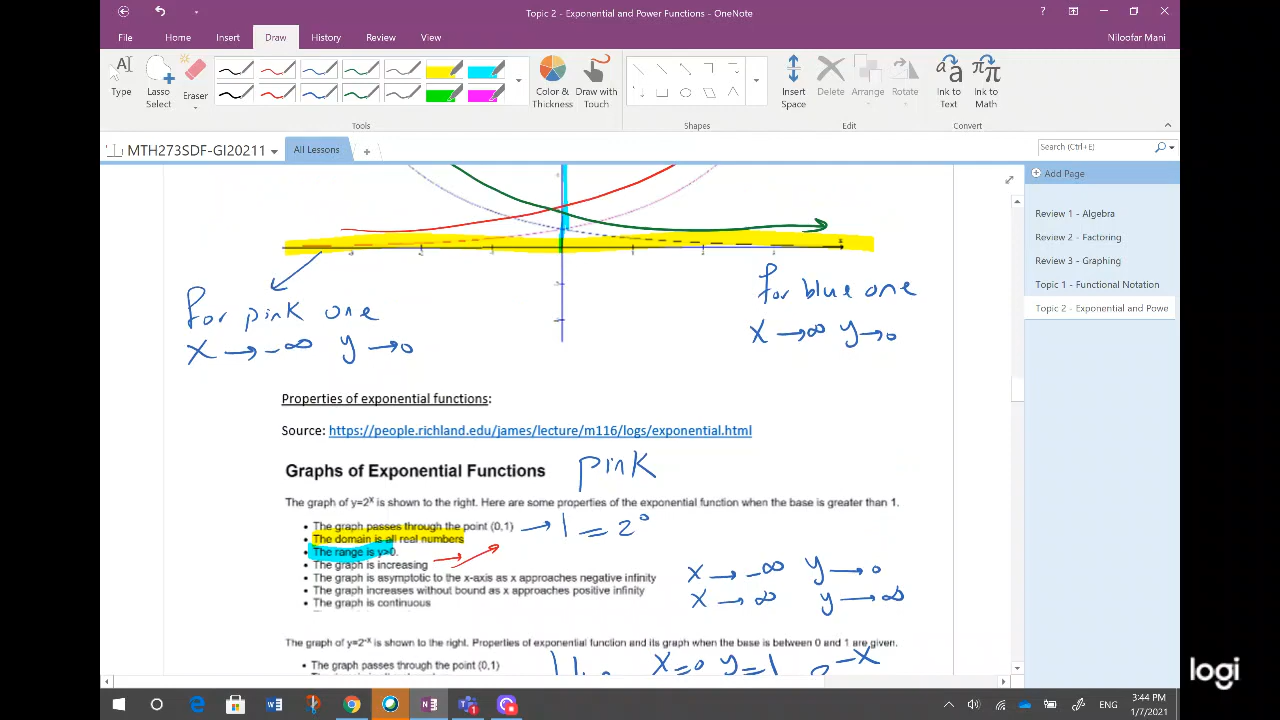 Topic 2 - Exponential and Power Functions - OneNote
Niloofar Mani
File Home Insert Draw History Review View
Type
Lasso Select
Eraser
Color & Thickness
Draw with Touch
Insert Space
Delete
Arrange
Rotate
Ink to Text
Ink to Math
Tools
Shapes
Edit
Convert
MTH273SDF-GI20211
All Lessons
Search (Ctrl+E)
Add Page
Review 1 - Algebra
Review 2 - Factoring
Review 3 - Graphing
Topic 1 - Functional Notation
Topic 2 - Exponential and Powe
for pink one
x → -∞ y → 0
for blue one
x → ∞ y → 0
Properties of exponential functions:
Source: https://people.richland.edu/james/lecture/m116/logs/exponential.html
Graphs of Exponential Functions
pink
The graph of y=2^x is shown to the right. Here are some properties of the exponential function when the base is greater than 1.
• The graph passes through the point (0,1) → 1 = 2^0
• The domain is all real numbers
• The range is y>0.
• The graph is increasing
• The graph is asymptotic to the x-axis as x approaches negative infinity
• The graph increases without bound as x approaches positive infinity
• The graph is continuous
x → -∞ y → 0
x → ∞ y → ∞
The graph of y=2^-x is shown to the right. Properties of exponential function and its graph when the base is between 0 and 1 are given.
• The graph passes through the point (0,1)
x=0 y=1 2^-x
logi
ENG
3:44 PM
1/7/2021